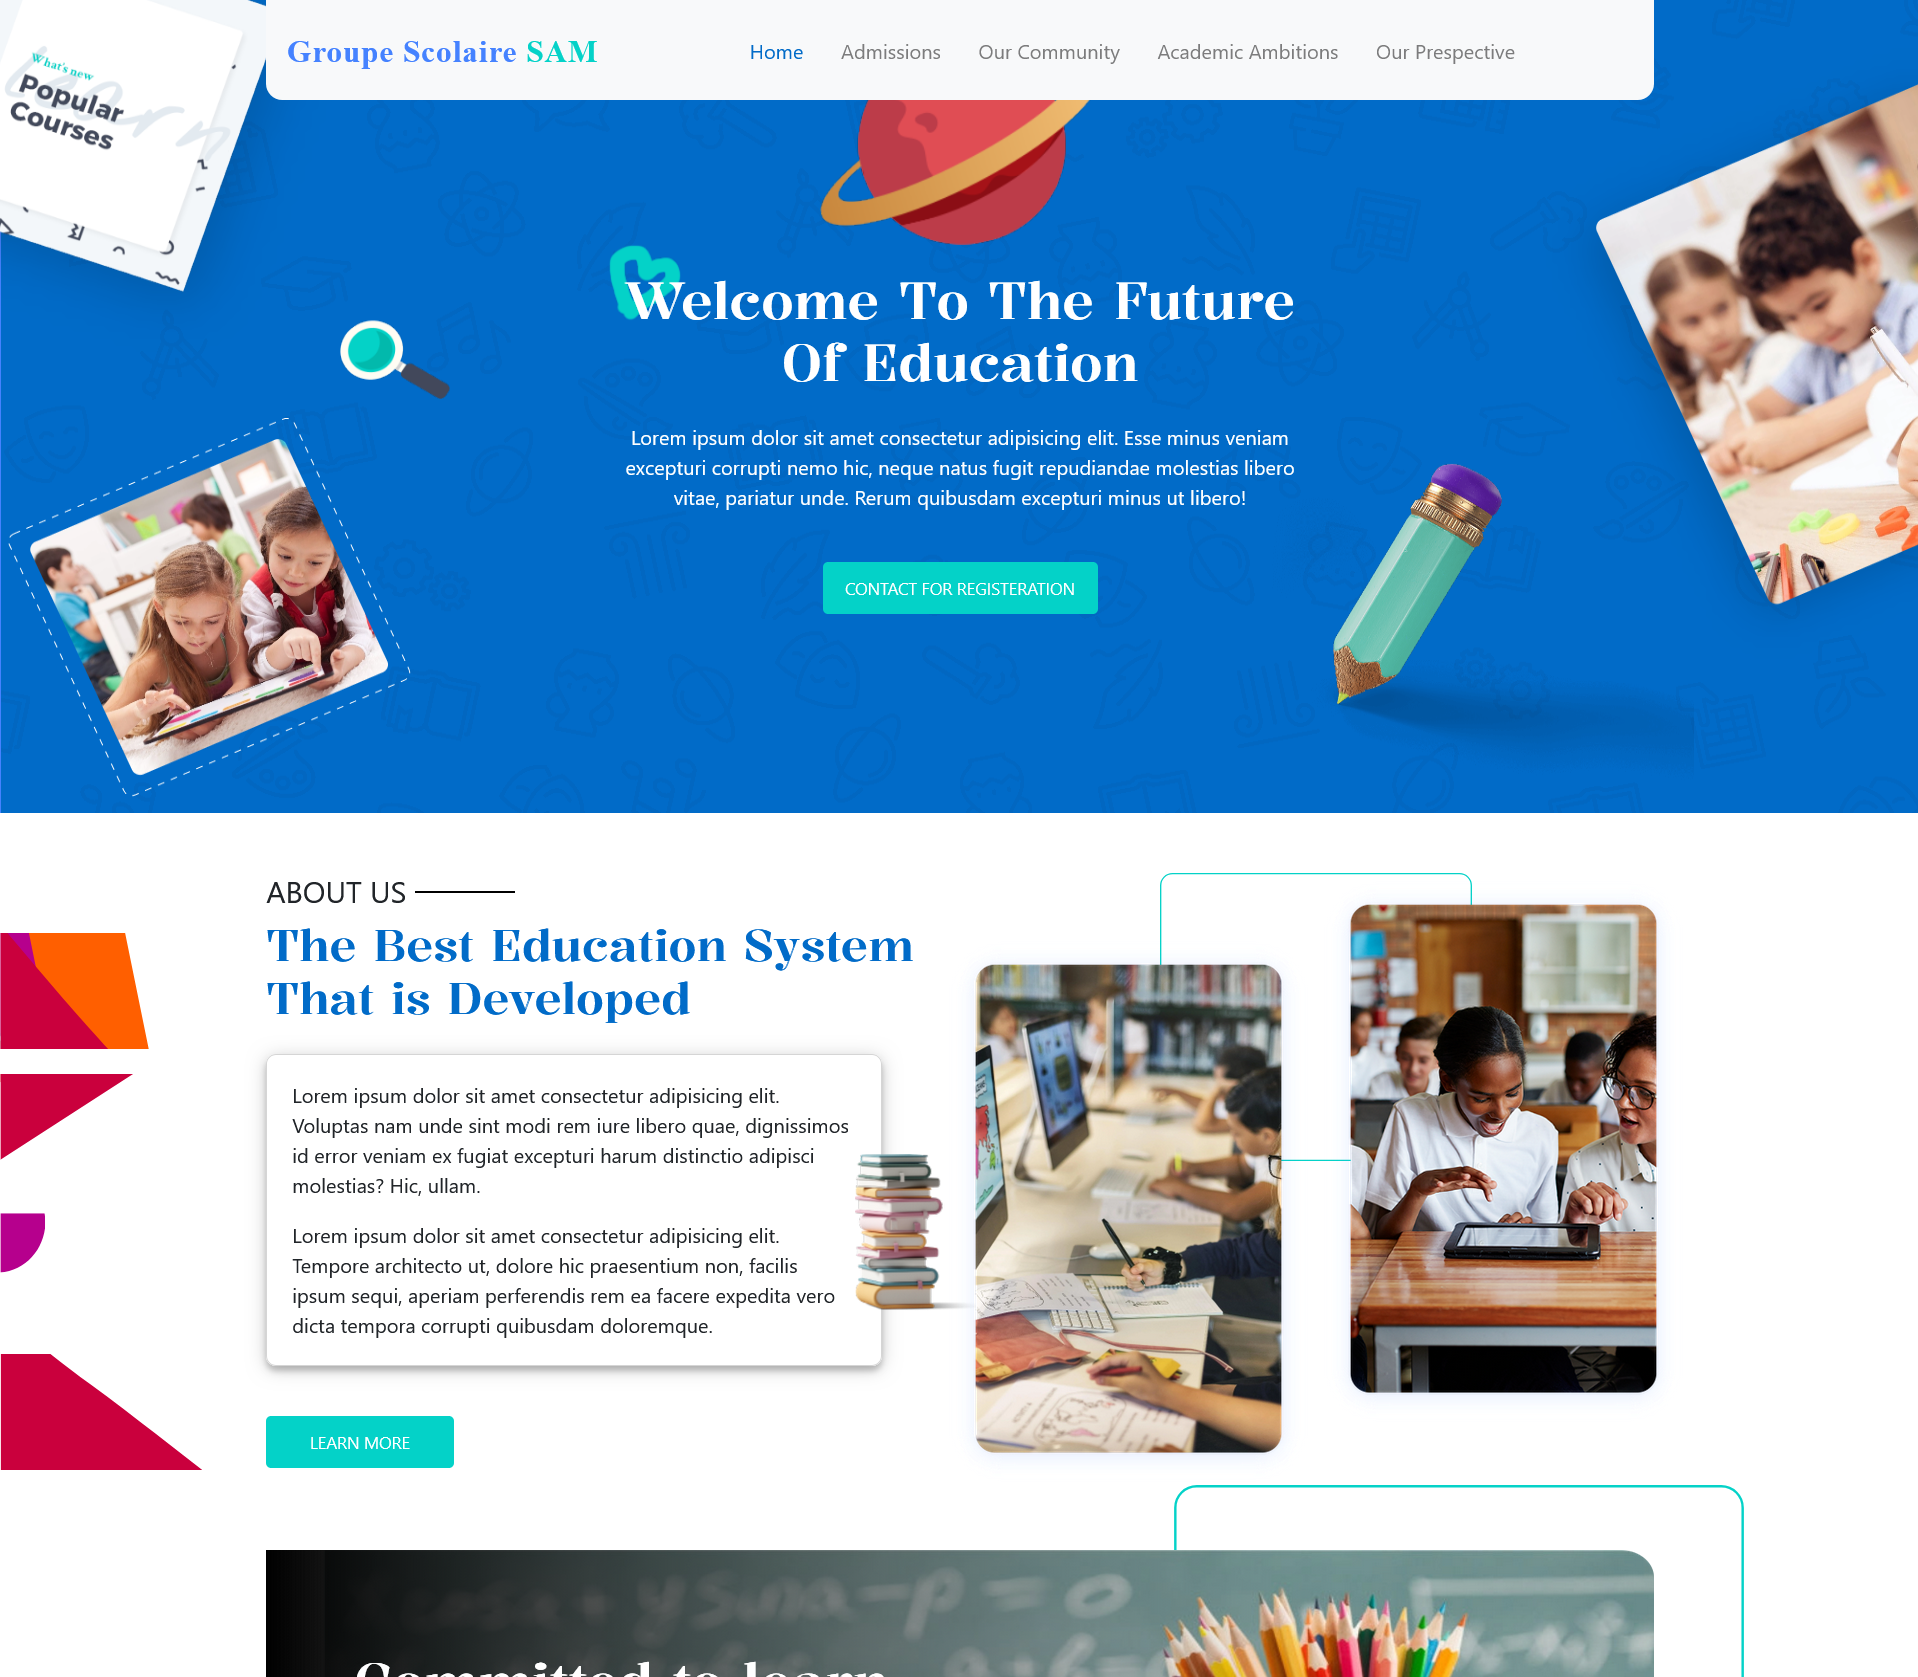 Groupe Scolaire SAM
Home
Admissions
Our Community
Academic Ambitions
Our Prespective
What's new
Popular
Courses
learn
Welcome To The Future
Of Education
Lorem ipsum dolor sit amet consectetur adipisicing elit. Esse minus veniam
excepturi corrupti nemo hic, neque natus fugit repudiandae molestias libero
vitae, pariatur unde. Rerum quibusdam excepturi minus ut libero!
CONTACT FOR REGISTERATION
ABOUT US
The Best Education System
That is Developed
Lorem ipsum dolor sit amet consectetur adipisicing elit.
Voluptas nam unde sint modi rem iure libero quae, dignissimos
id error veniam ex fugiat excepturi harum distinctio adipisci
molestias? Hic, ullam.
Lorem ipsum dolor sit amet consectetur adipisicing elit.
Tempore architecto ut, dolore hic praesentium non, facilis
ipsum sequi, aperiam perferendis rem ea facere expedita vero
dicta tempora corrupti quibusdam doloremque.
LEARN MORE
Committed to learn